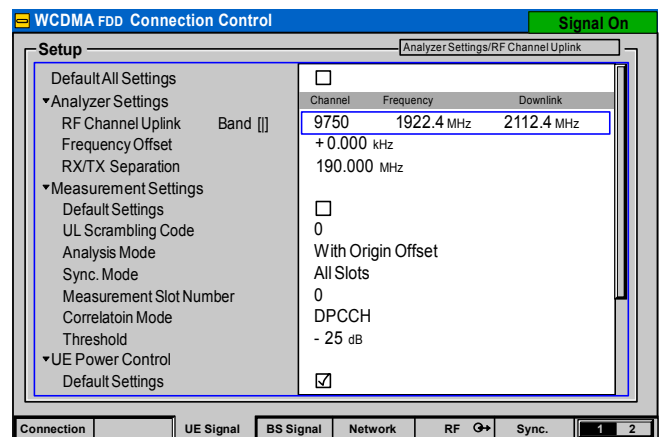 WCDMA FDD Connection Control
Signal On
Setup
Analyzer Settings/RF Channel Uplink
Default All Settings
Analyzer Settings
Channel Frequency Downlink
RF Channel Uplink Band [|] 9750 1922.4 MHz 2112.4 MHz
Frequency Offset +0.000 kHz
RX/TX Separation 190.000 MHz
Measurement Settings
Default Settings
UL Scrambling Code 0
Analysis Mode With Origin Offset
Sync. Mode All Slots
Measurement Slot Number 0
Correlatoin Mode DPCCH
Threshold - 25 dB
UE Power Control
Default Settings
Connection UE Signal BS Signal Network RF Sync. 1 2